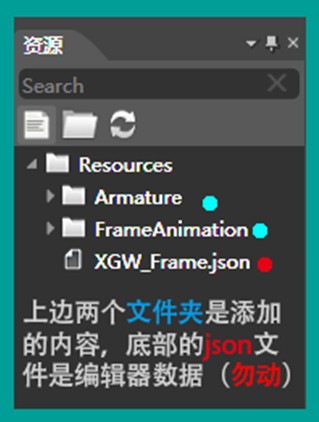 资源
Search
Resources
Armature
FrameAnimation
XGW_Frame.json
上边两个文件夹是添加
的内容，底部的json文
件是编辑器数据（勿动）